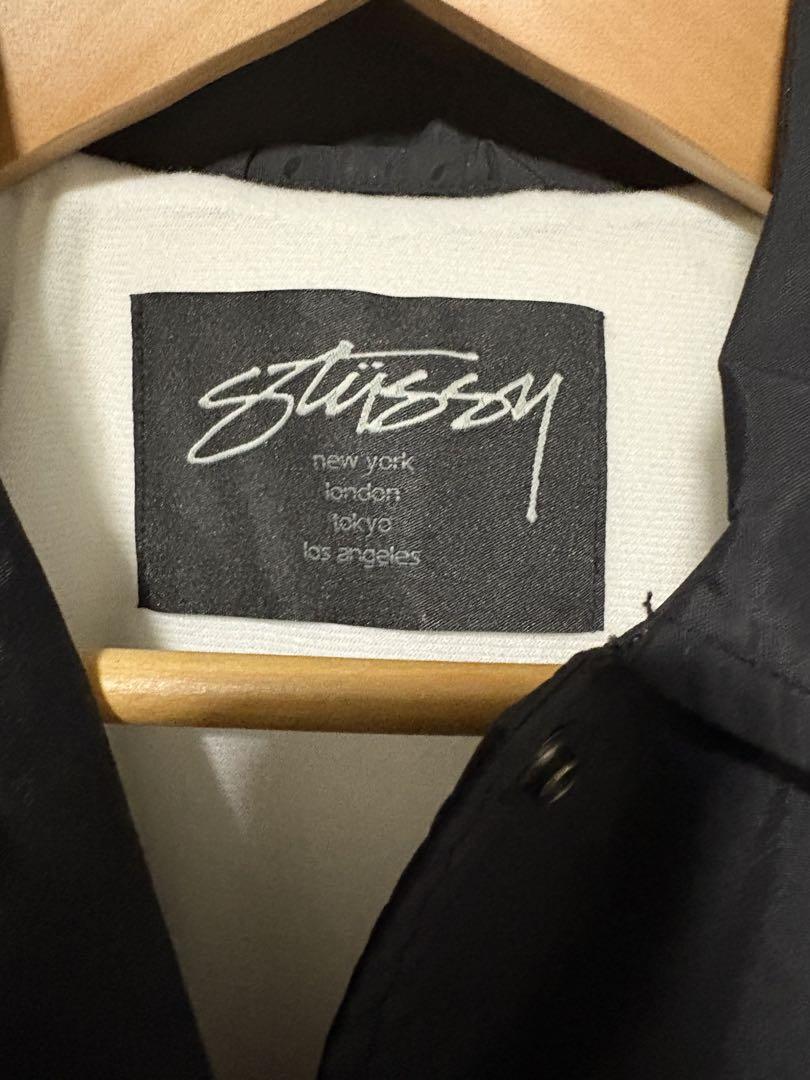 stüssy
new york
london
tokyo
los angeles